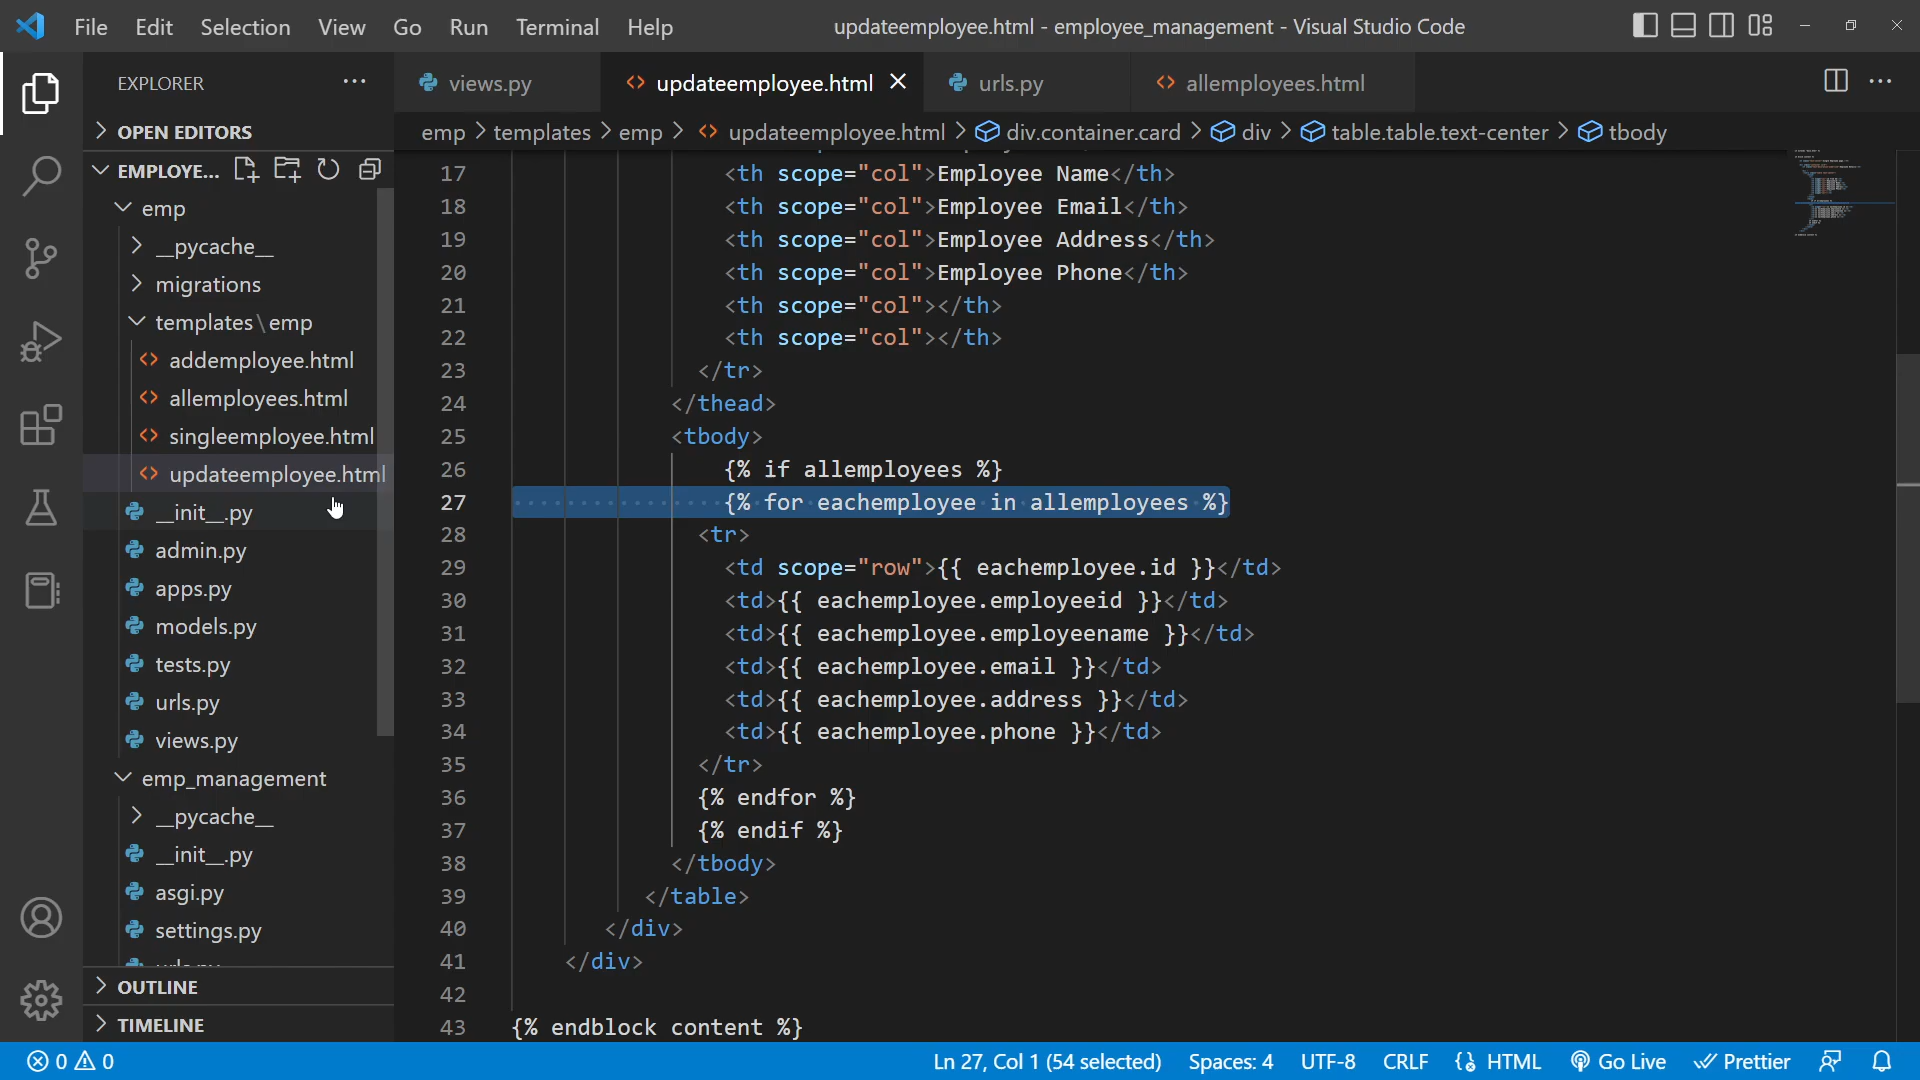 File Edit Selection View Go Run Terminal Help
updateemployee.html - employee_management - Visual Studio Code
EXPLORER
OPEN EDITORS
EMPLOYE...
emp
__pycache__
migrations
templates\emp
addemployee.html
allemployees.html
singleemployee.html
updateemployee.html
__init__.py
admin.py
apps.py
models.py
tests.py
urls.py
views.py
emp_management
__pycache__
__init__.py
asgi.py
settings.py
OUTLINE
TIMELINE
views.py
updateemployee.html
urls.py
allemployees.html
emp > templates > emp > updateemployee.html > div.container.card > div > table.table.text-center > tbody
17 <th scope="col">Employee Name</th>
18 <th scope="col">Employee Email</th>
19 <th scope="col">Employee Address</th>
20 <th scope="col">Employee Phone</th>
21 <th scope="col"></th>
22 <th scope="col"></th>
23 </tr>
24 </thead>
25 <tbody>
26 {% if allemployees %}
27 {% for eachemployee in allemployees %}
28 <tr>
29 <td scope="row">{{ eachemployee.id }}</td>
30 <td>{{ eachemployee.employeeid }}</td>
31 <td>{{ eachemployee.employeename }}</td>
32 <td>{{ eachemployee.email }}</td>
33 <td>{{ eachemployee.address }}</td>
34 <td>{{ eachemployee.phone }}</td>
35 </tr>
36 {% endfor %}
37 {% endif %}
38 </tbody>
39 </table>
40 </div>
41 </div>
42
43 {% endblock content %}
0 0
Ln 27, Col 1 (54 selected) Spaces: 4 UTF-8 CRLF HTML Go Live Prettier